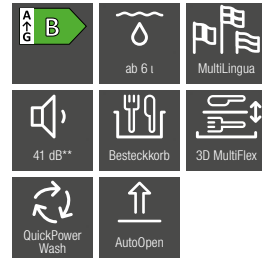 A
G
B
ab 6 l
MultiLingua
41 dB**
Besteckkorb
3D MultiFlex
QuickPower
Wash
AutoOpen